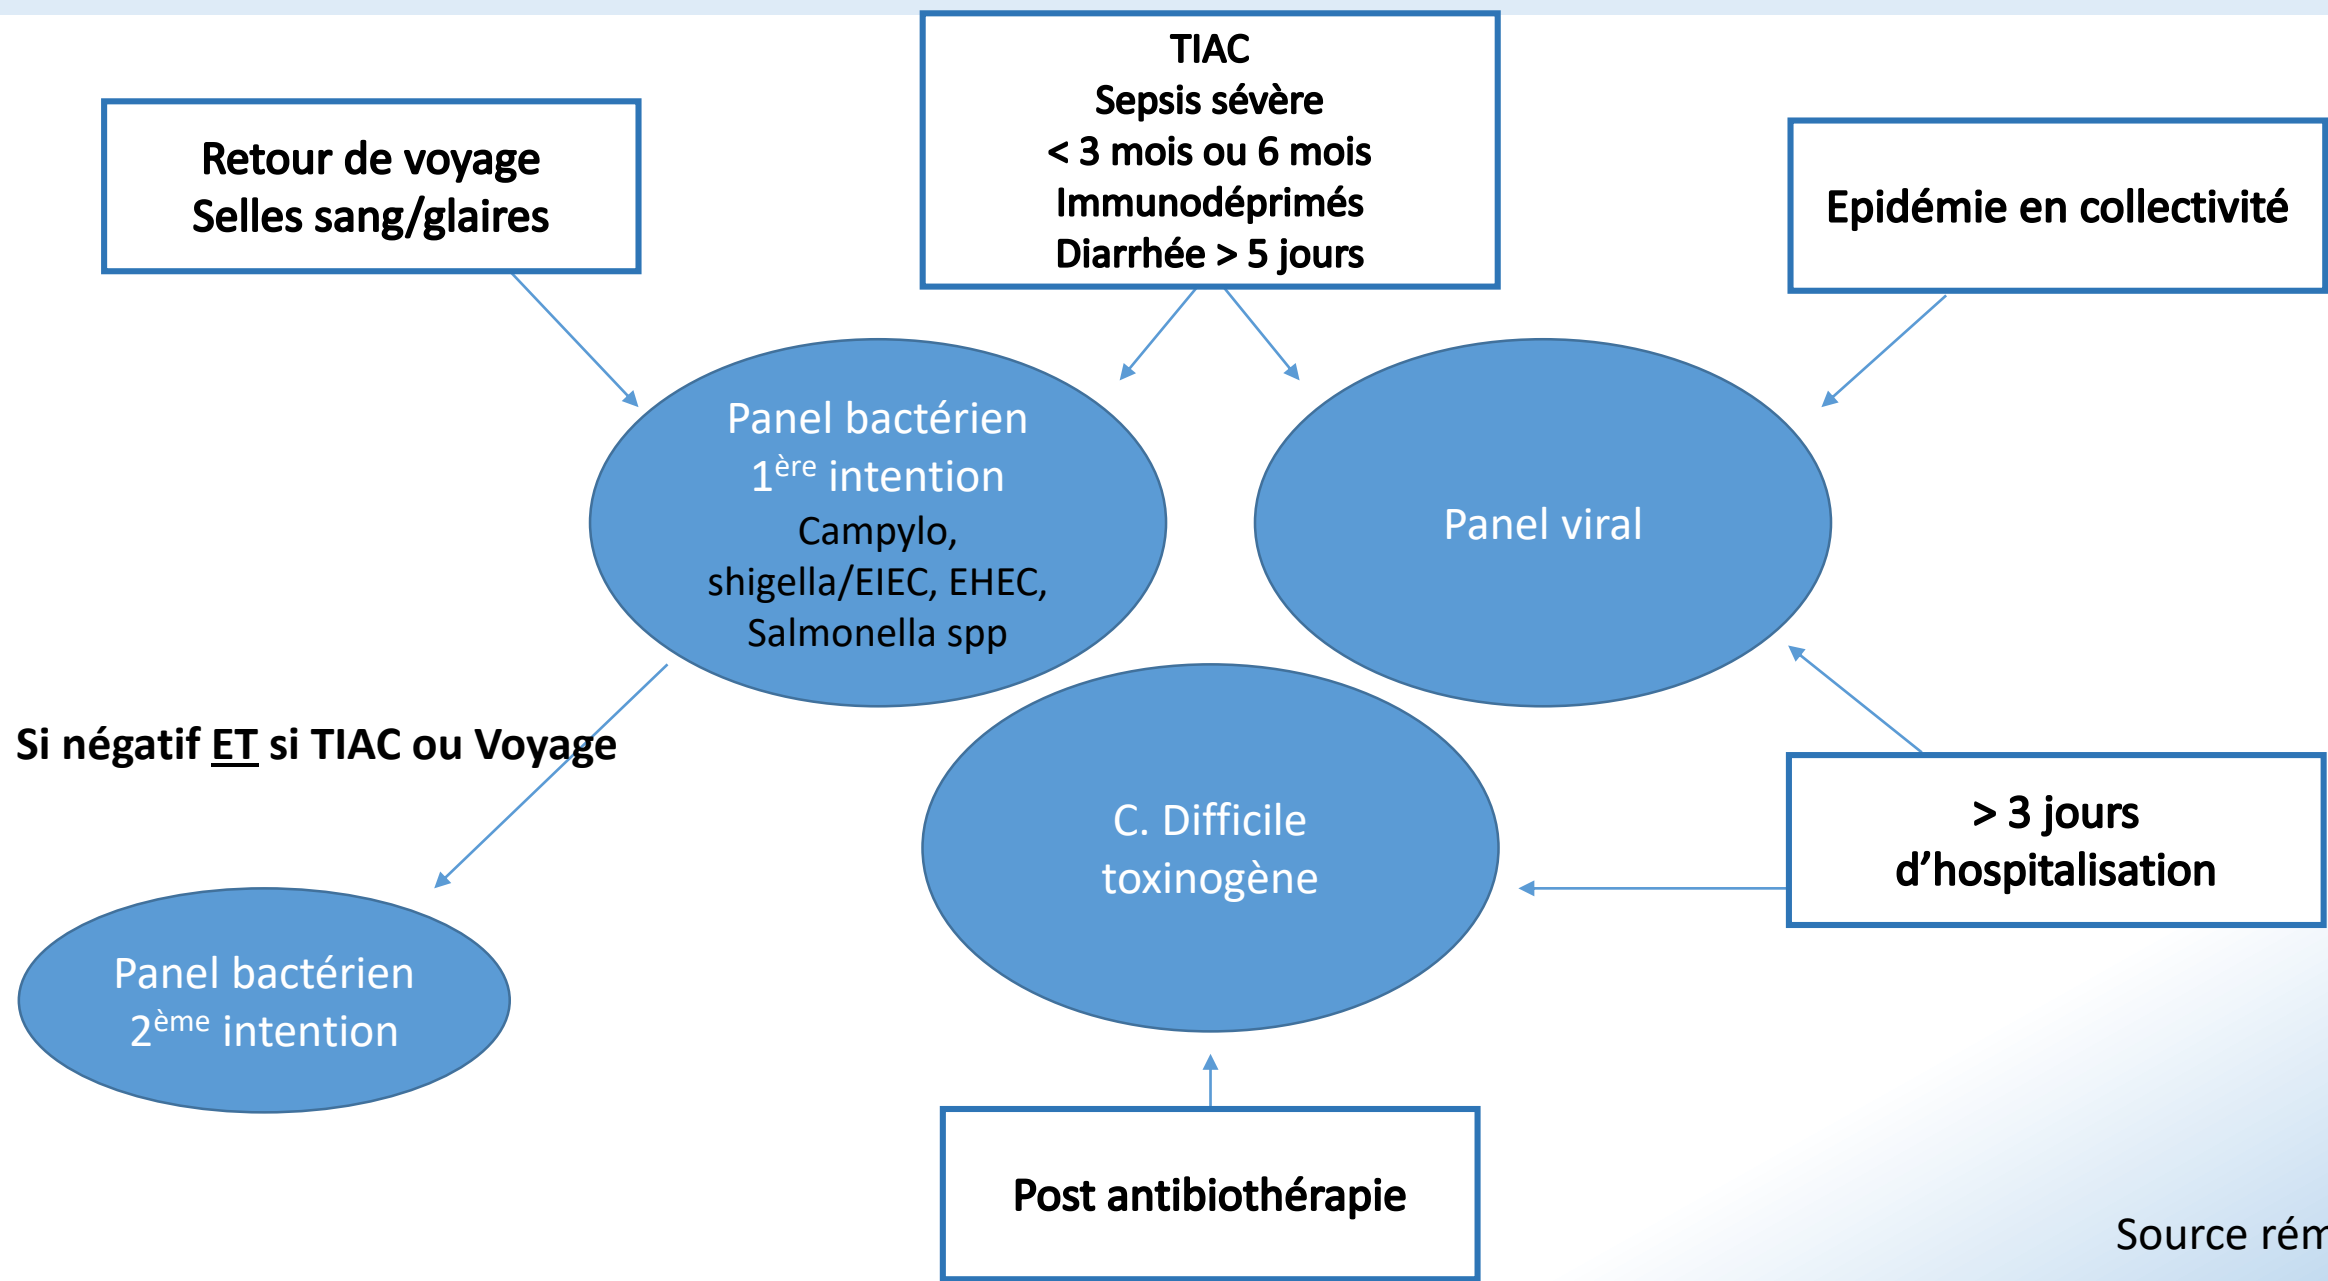 TIAC
Sepsis sévère
< 3 mois ou 6 mois
Immunodéprimés
Diarrhée > 5 jours
Retour de voyage
Selles sang/glaires
Epidémie en collectivité
Panel bactérien
1ère intention
Campylo,
shigella/EIEC, EHEC,
Salmonella spp
Panel viral
Si négatif ET si TIAC ou Voyage
C. Difficile
toxinogène
> 3 jours
d’hospitalisation
Panel bactérien
2ème intention
Post antibiothérapie
Source